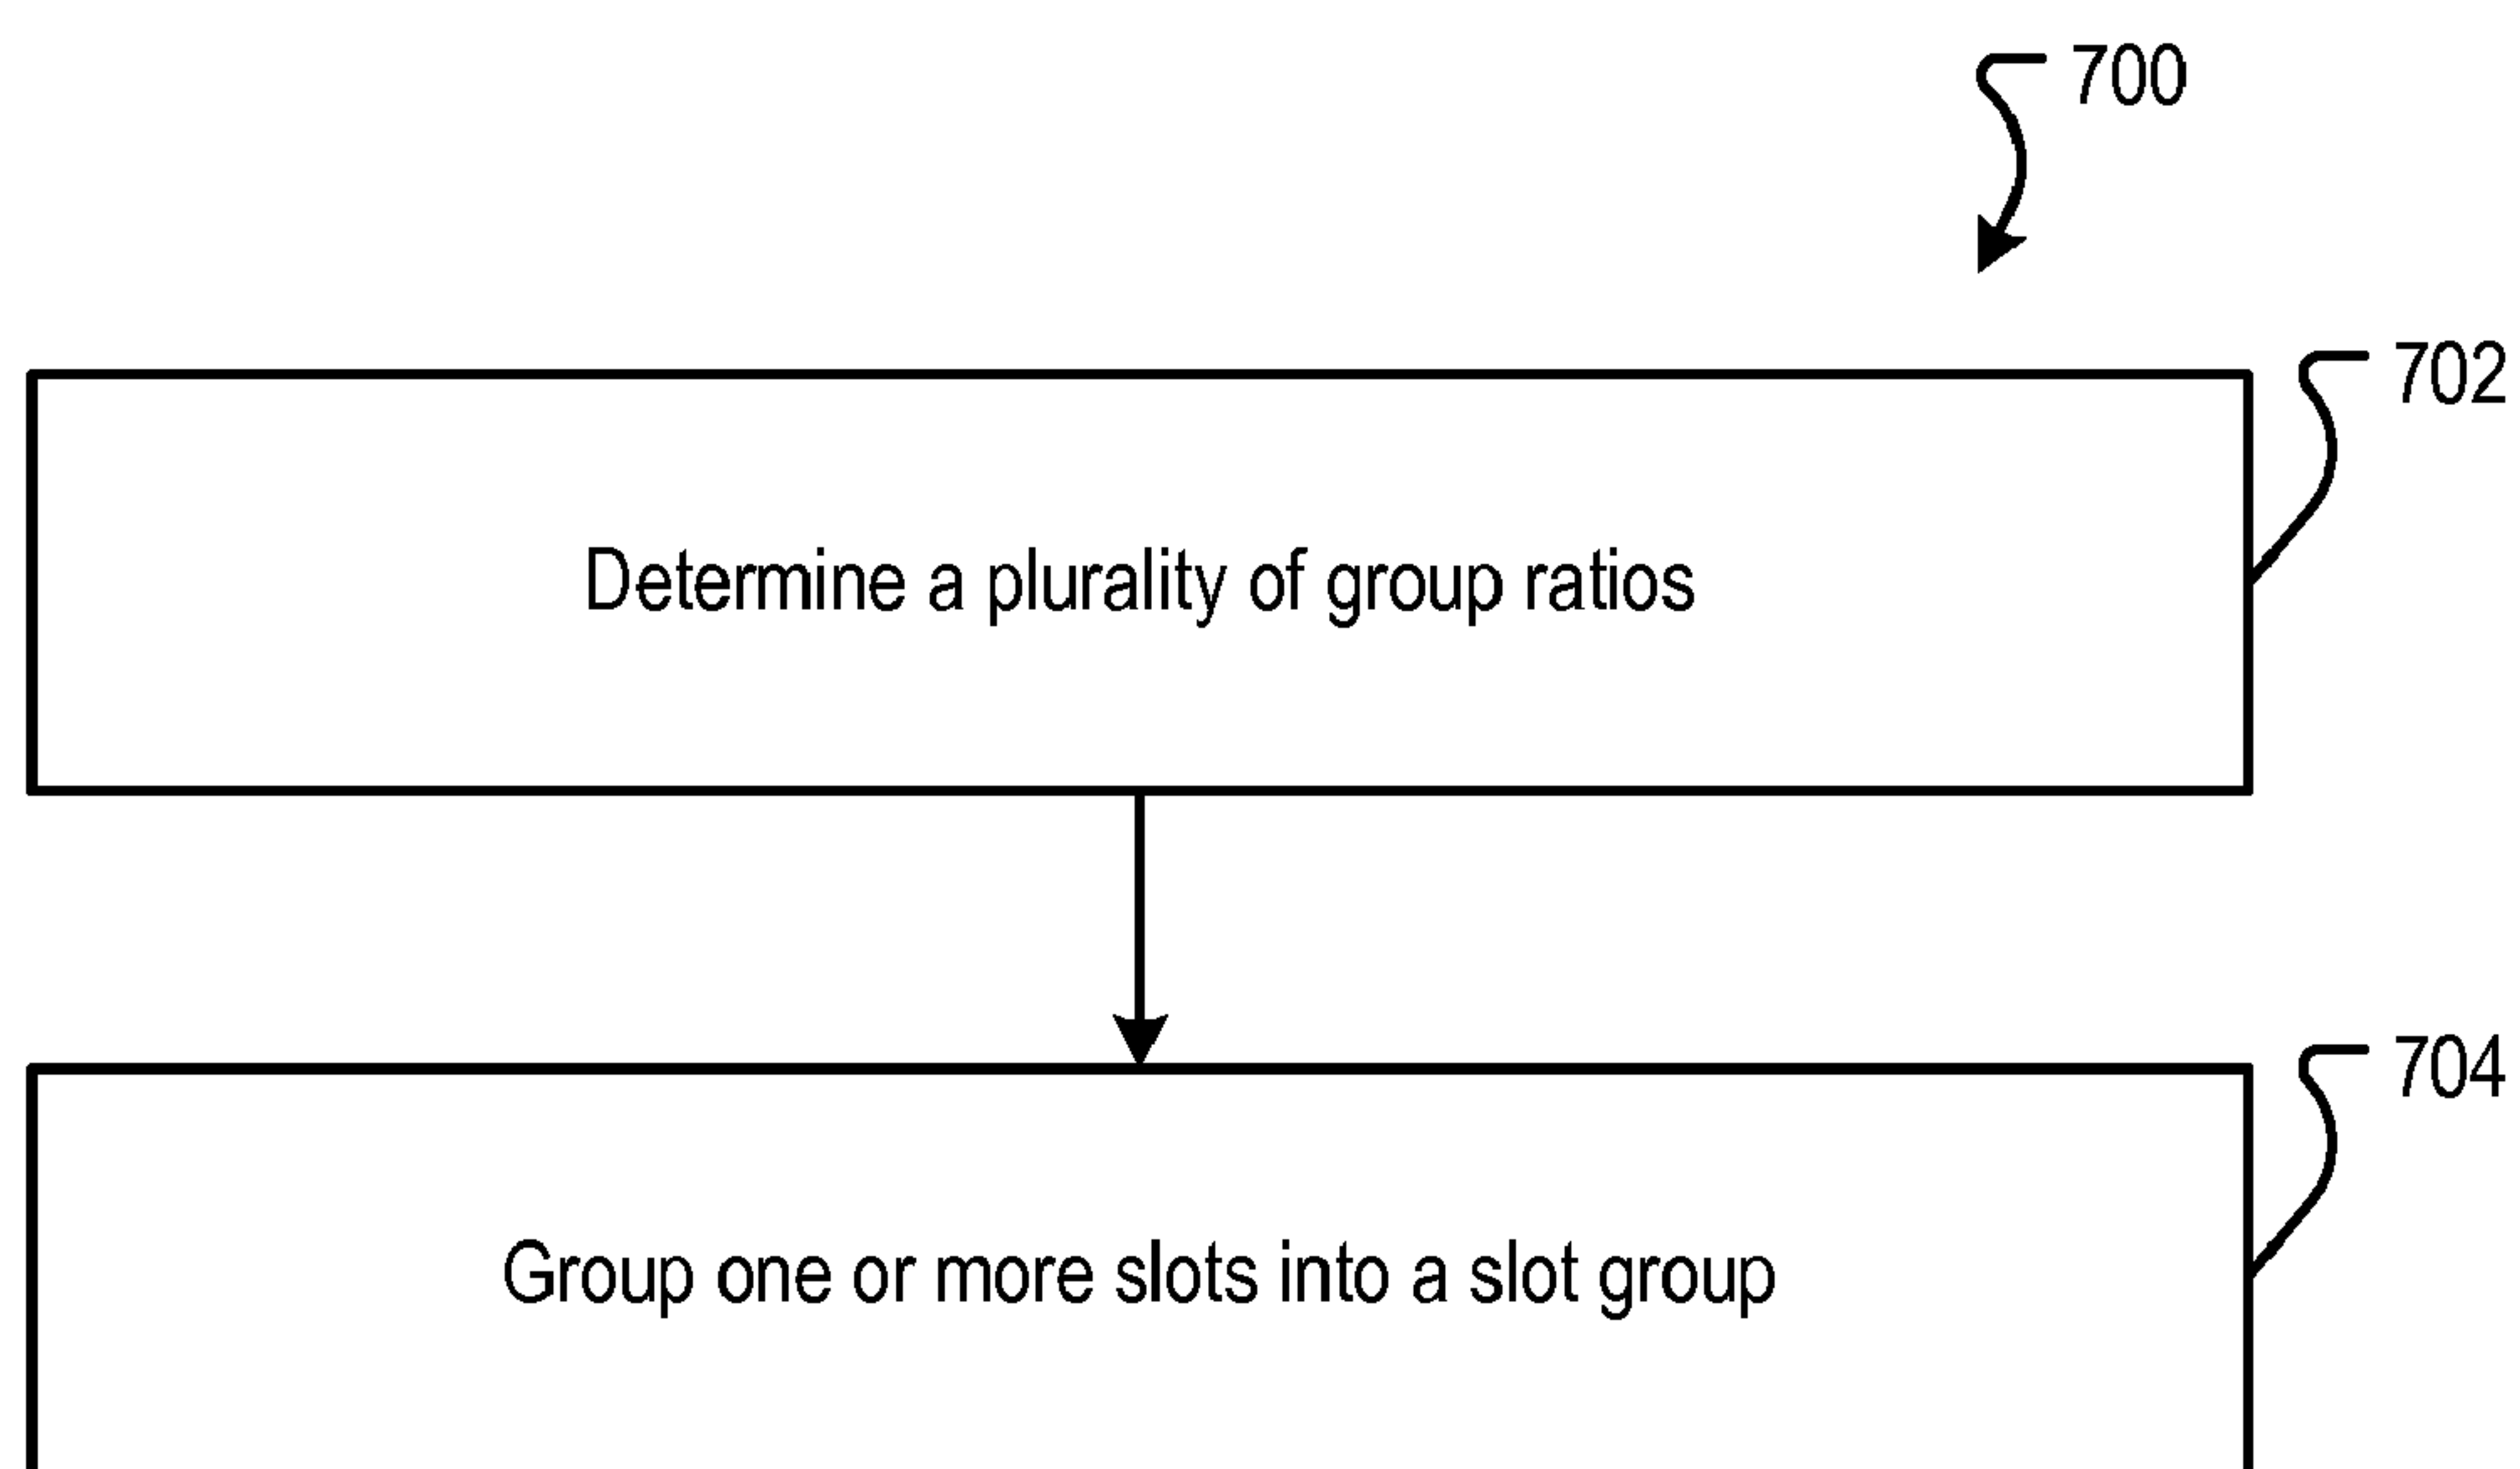 700
702
Determine a plurality of group ratios
704
Group one or more slots into a slot group